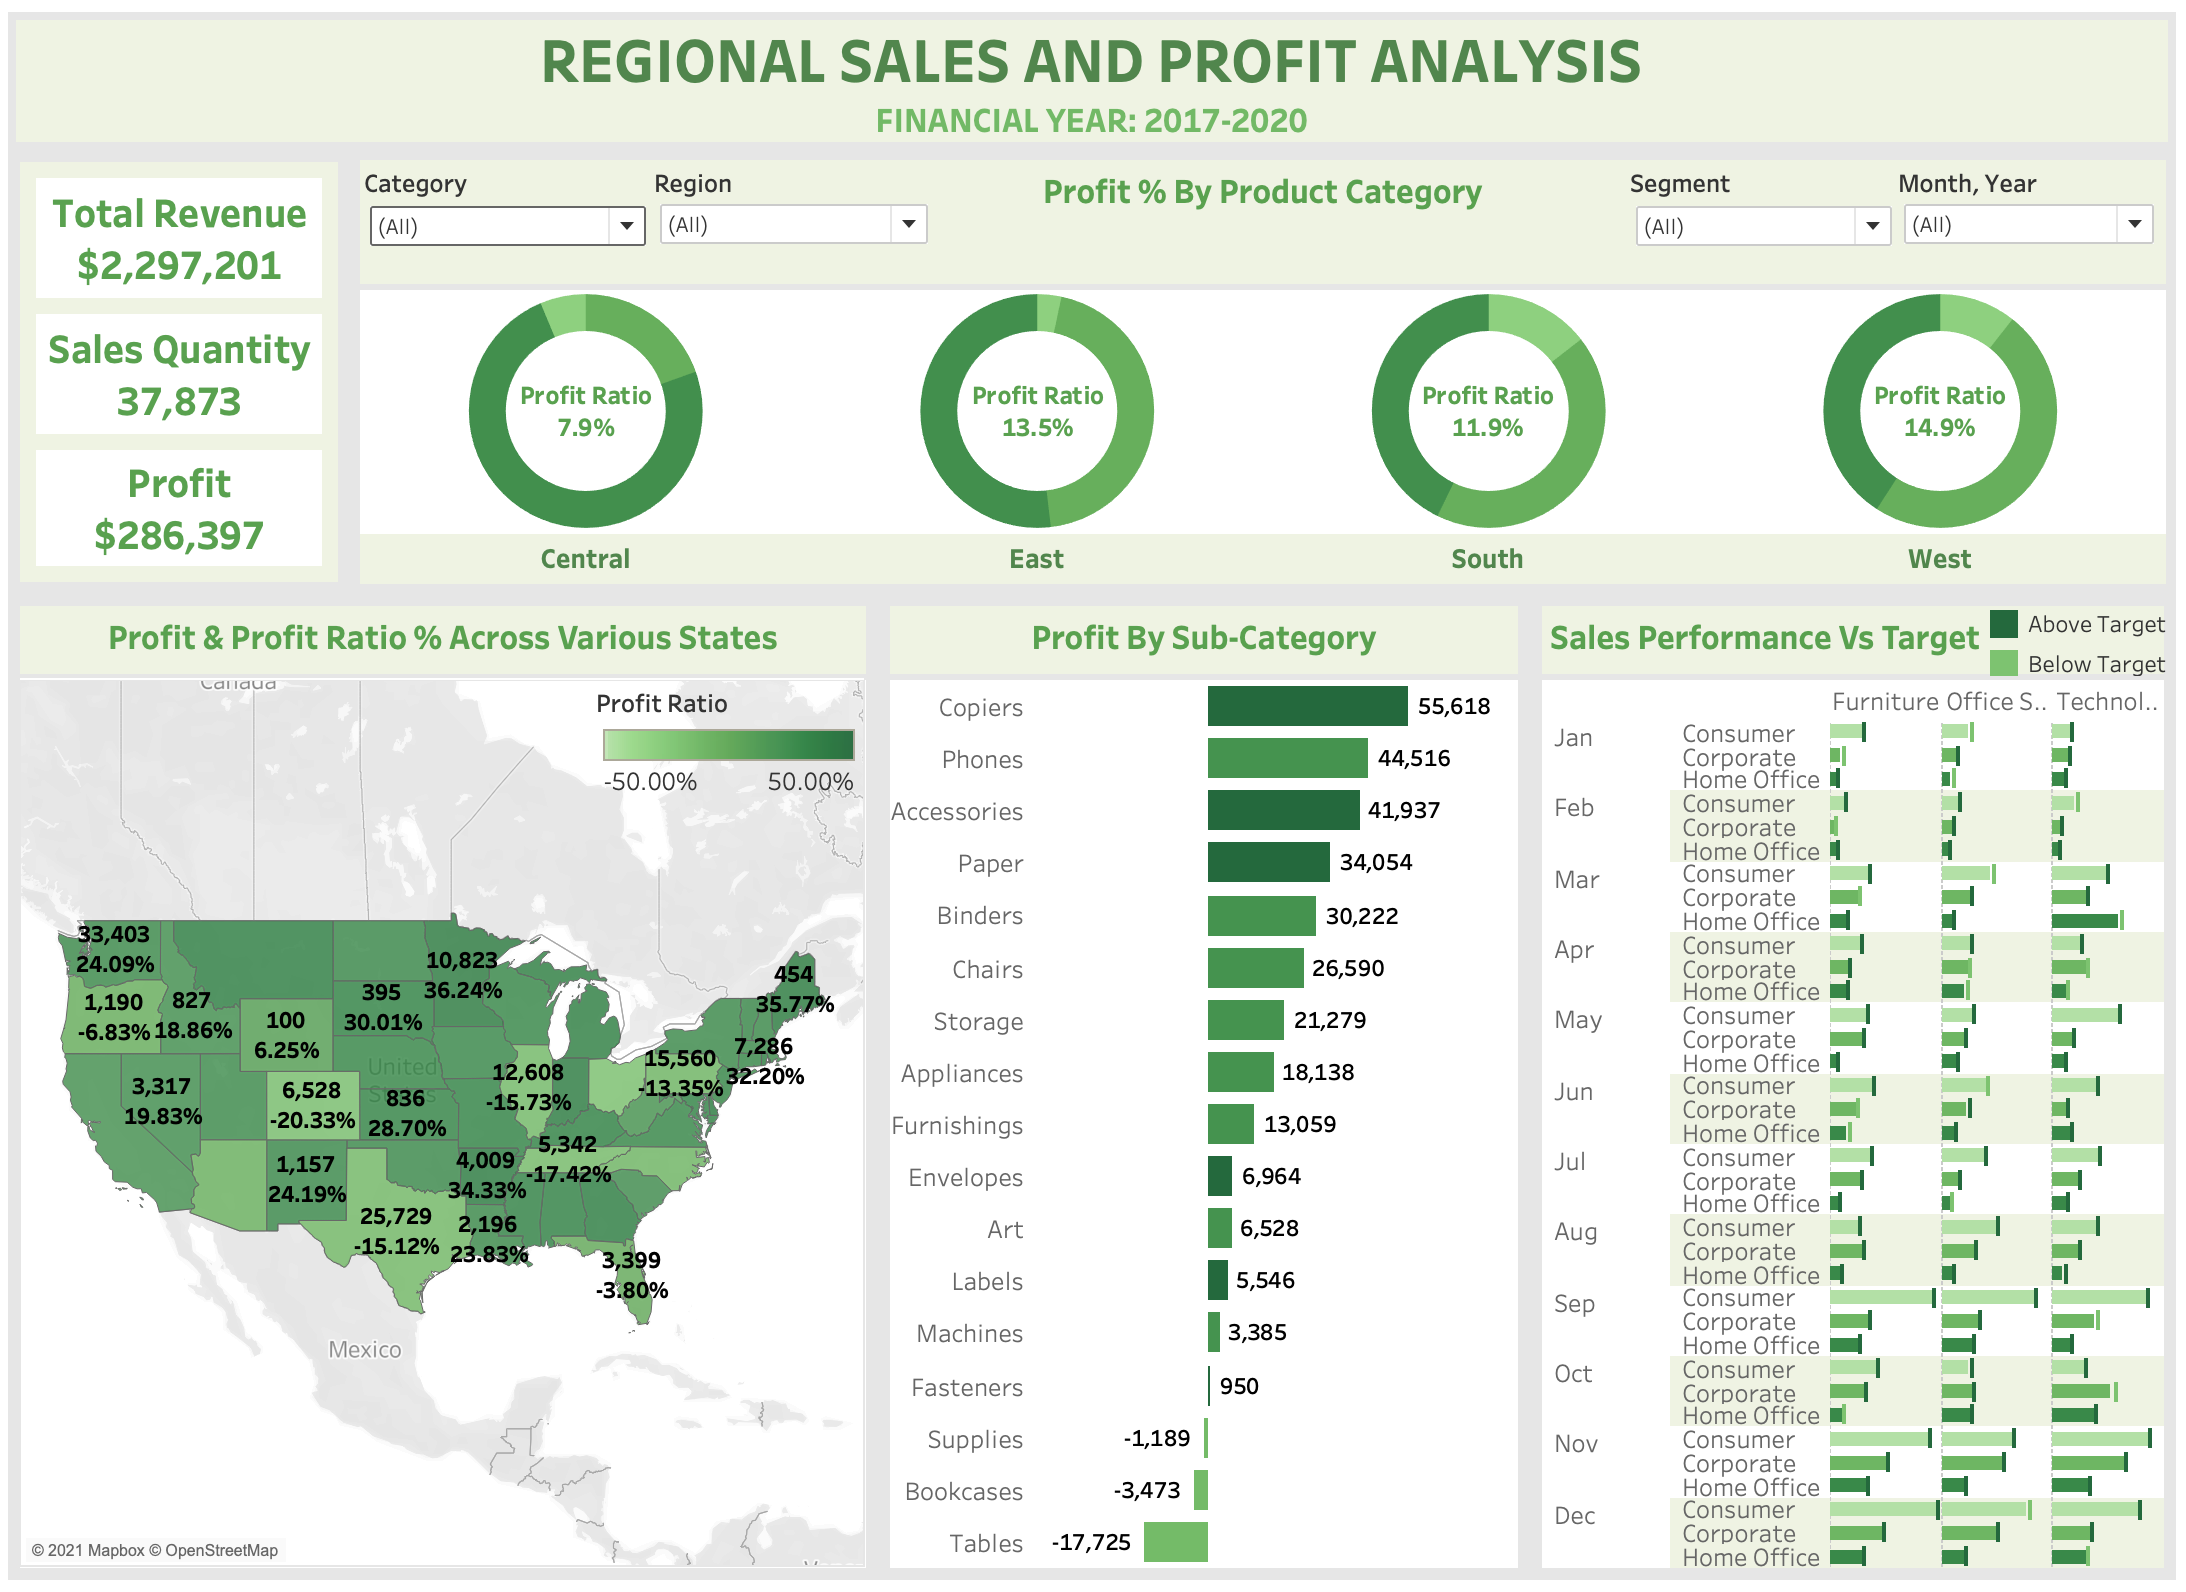 REGIONAL SALES AND PROFIT ANALYSIS
FINANCIAL YEAR: 2017-2020
Total Revenue
$2,297,201
Sales Quantity
37,873
Profit
$286,397
Category
(All)
Region
(All)
Profit % By Product Category
Segment
(All)
Month, Year
(All)
Profit Ratio
7.9%
Central
Profit Ratio
13.5%
East
Profit Ratio
11.9%
South
Profit Ratio
14.9%
West
Profit & Profit Ratio % Across Various States
Canada
Profit Ratio
-50.00% 50.00%
33,403
24.09%
1,190
-6.83%
827
18.86%
100
6.25%
395
30.01%
10,823
36.24%
454
35.77%
7,286
32.20%
15,560
-13.35%
12,608
-15.73%
United
States
3,317
19.83%
6,528
-20.33%
836
28.70%
5,342
-17.42%
1,157
24.19%
4,009
34.33%
25,729
-15.12%
2,196
23.83%
3,399
-3.80%
Mexico
© 2021 Mapbox © OpenStreetMap
Profit By Sub-Category
Copiers 55,618
Phones 44,516
Accessories 41,937
Paper 34,054
Binders 30,222
Chairs 26,590
Storage 21,279
Appliances 18,138
Furnishings 13,059
Envelopes 6,964
Art 6,528
Labels 5,546
Machines 3,385
Fasteners 950
Supplies -1,189
Bookcases -3,473
Tables -17,725
Sales Performance Vs Target
Above Target
Below Target
Furniture Office S.. Technol..
Jan Consumer
Corporate
Home Office
Feb Consumer
Corporate
Home Office
Mar Consumer
Corporate
Home Office
Apr Consumer
Corporate
Home Office
May Consumer
Corporate
Home Office
Jun Consumer
Corporate
Home Office
Jul Consumer
Corporate
Home Office
Aug Consumer
Corporate
Home Office
Sep Consumer
Corporate
Home Office
Oct Consumer
Corporate
Home Office
Nov Consumer
Corporate
Home Office
Dec Consumer
Corporate
Home Office